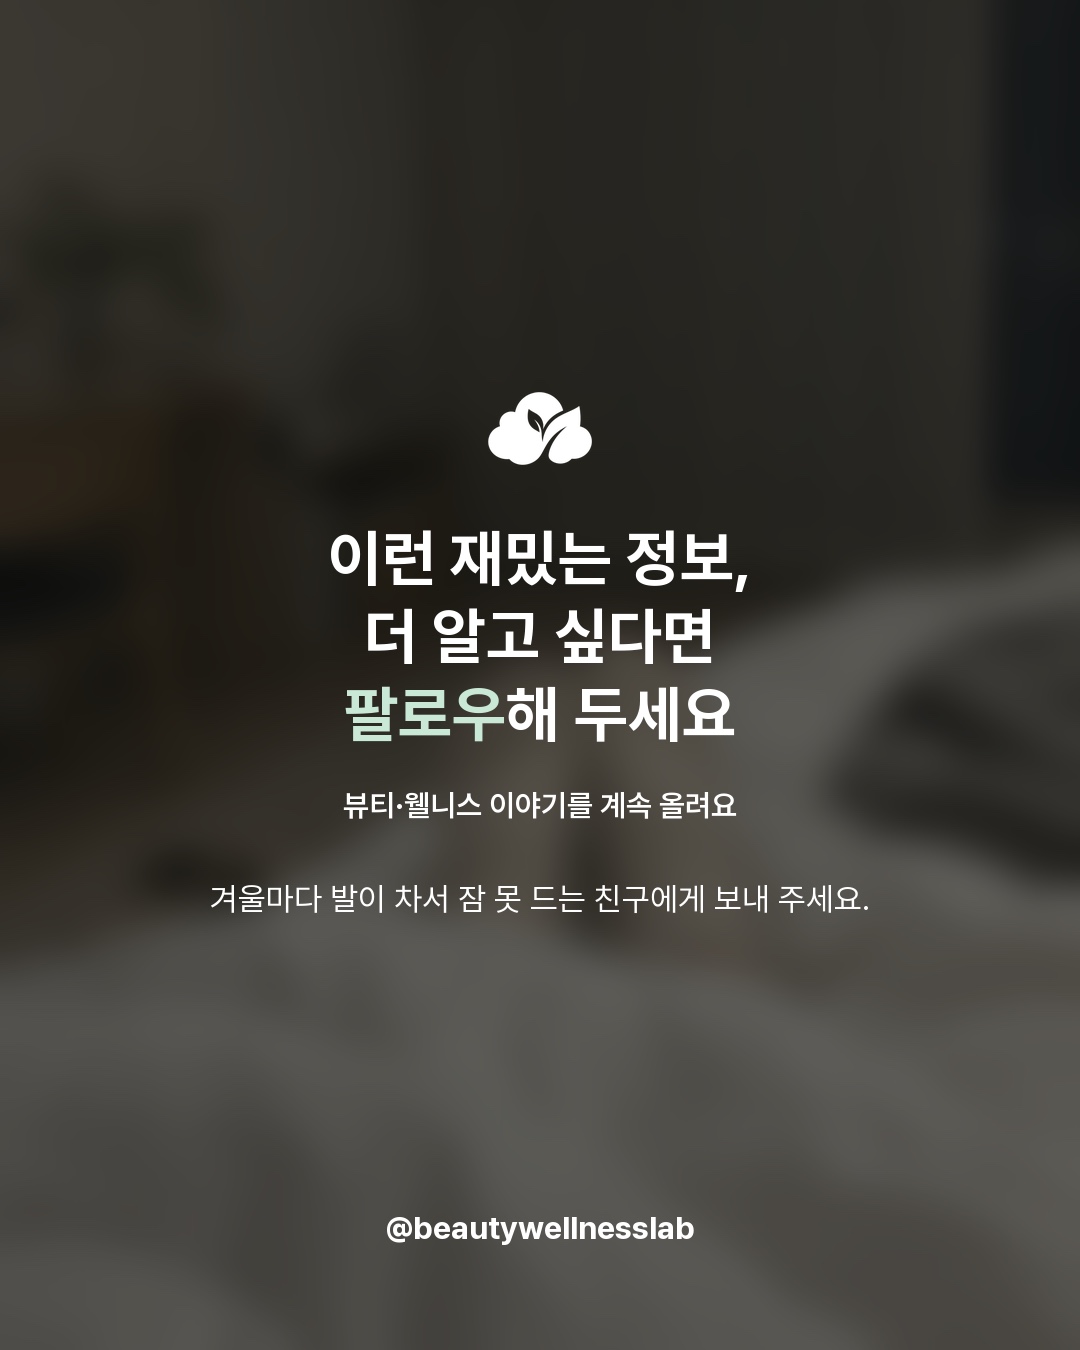 이런 재밌는 정보,
더 알고 싶다면
팔로우해 두세요
뷰티·웰니스 이야기를 계속 올려요
겨울마다 발이 차서 잠 못 드는 친구에게 보내 주세요.
@beautywellnesslab